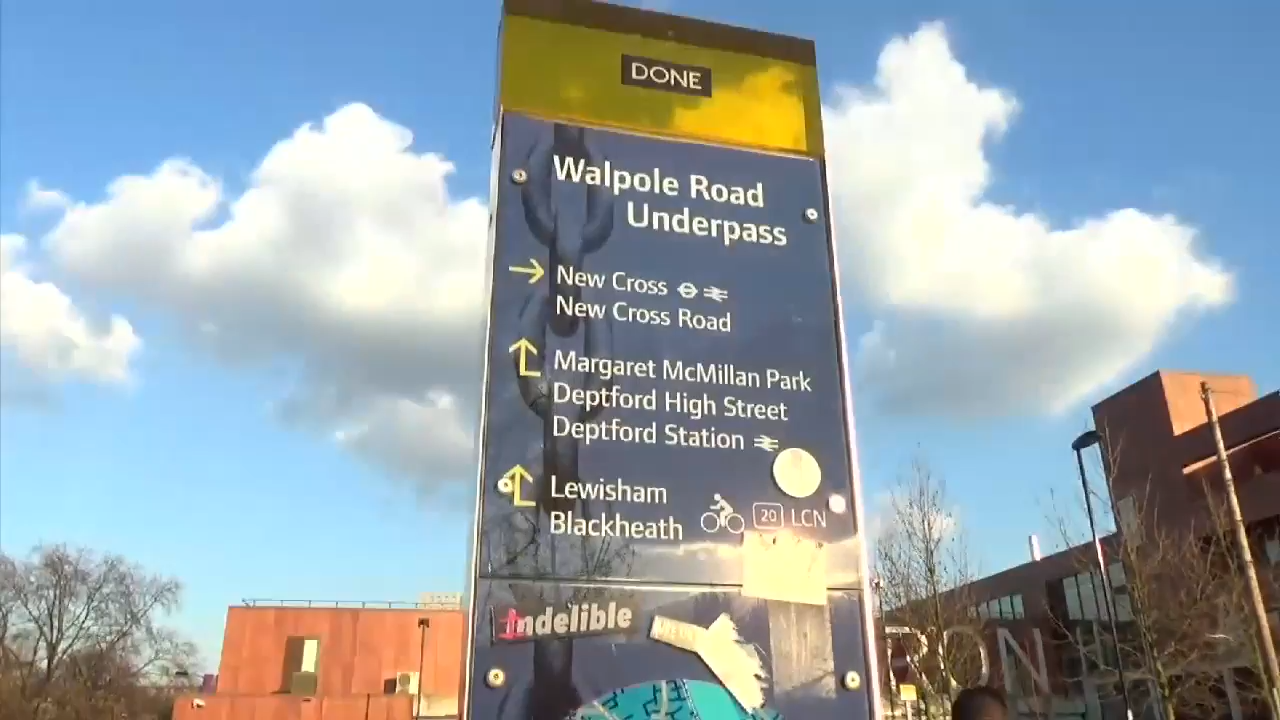 DONE
Walpole Road
Underpass
New Cross
New Cross Road
Margaret McMillan Park
Deptford High Street
Deptford Station
Lewisham
Blackheath
20 LCN
indelible